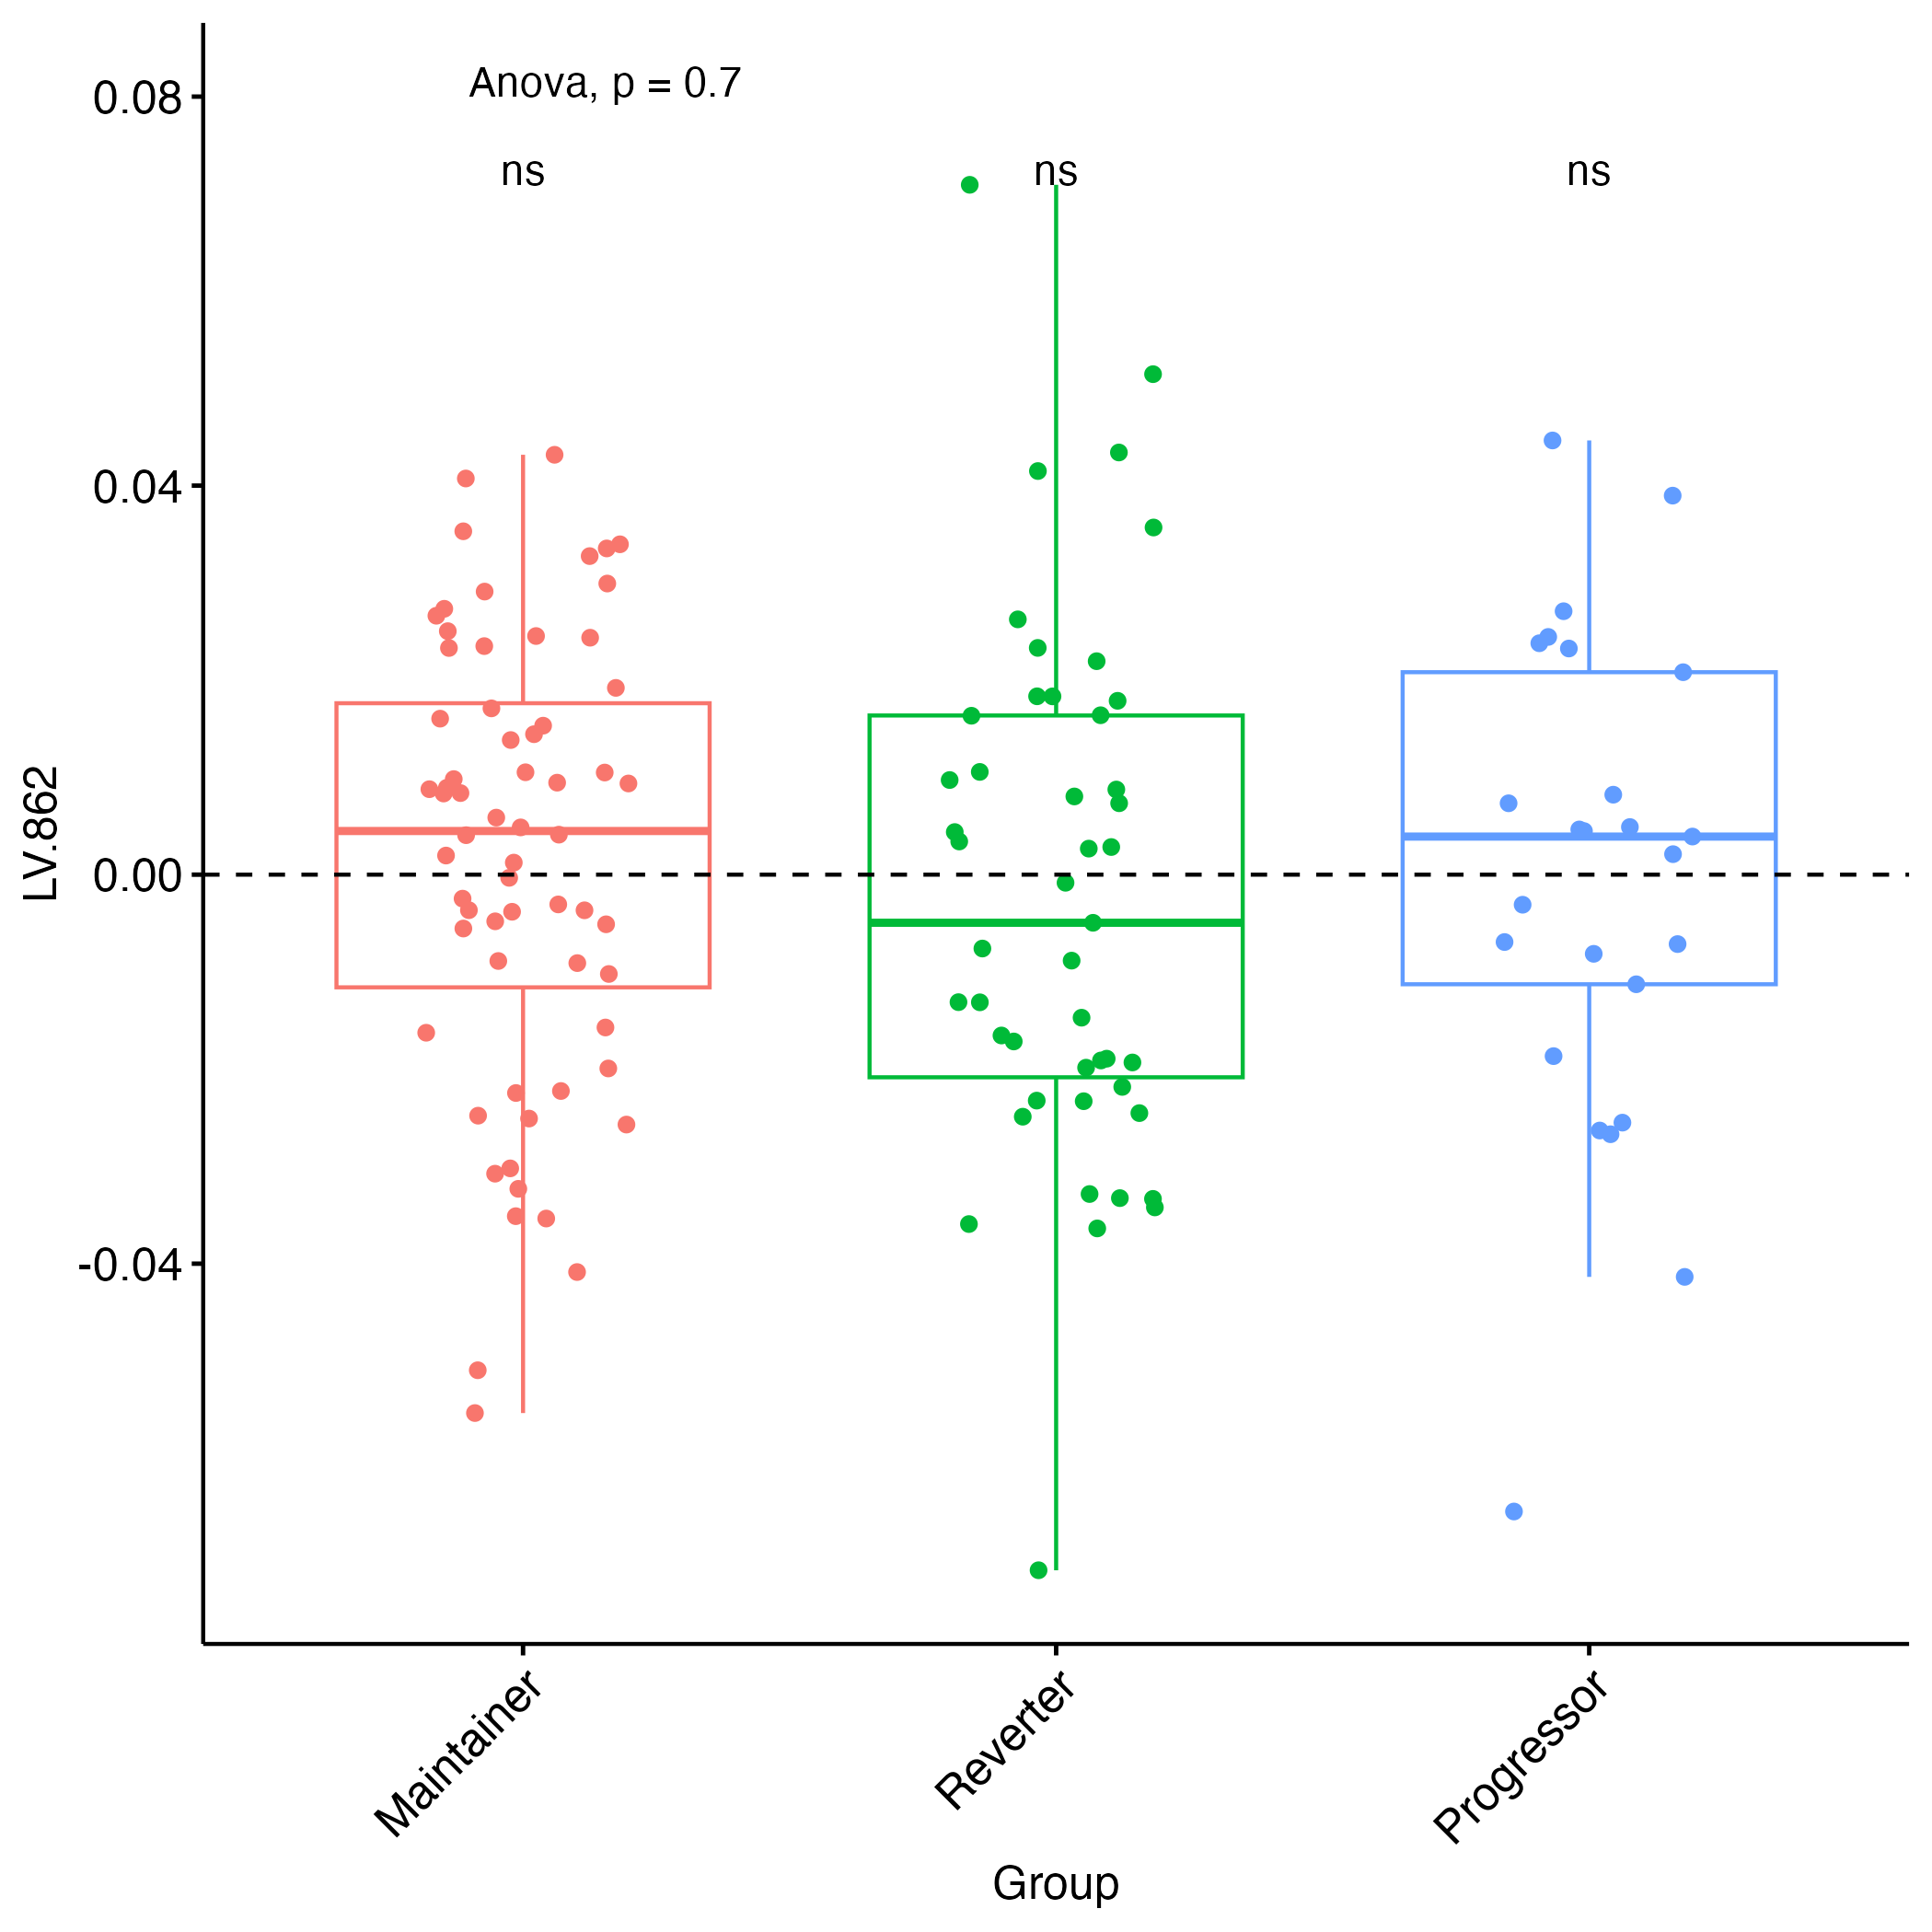 Anova, p = 0.7
ns ns ns
0.08
0.04
0.00
-0.04
LV.862
Maintainer
Reverter
Progressor
Group